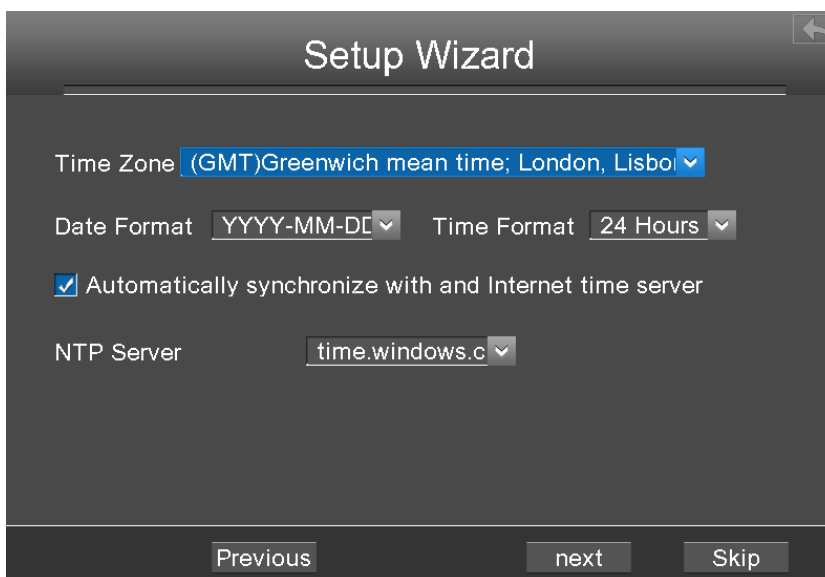 Setup Wizard
Time Zone (GMT)Greenwich mean time; London, Lisbo
Date Format YYYY-MM-DD Time Format 24 Hours
Automatically synchronize with and Internet time server
NTP Server time.windows.c
Previous next Skip